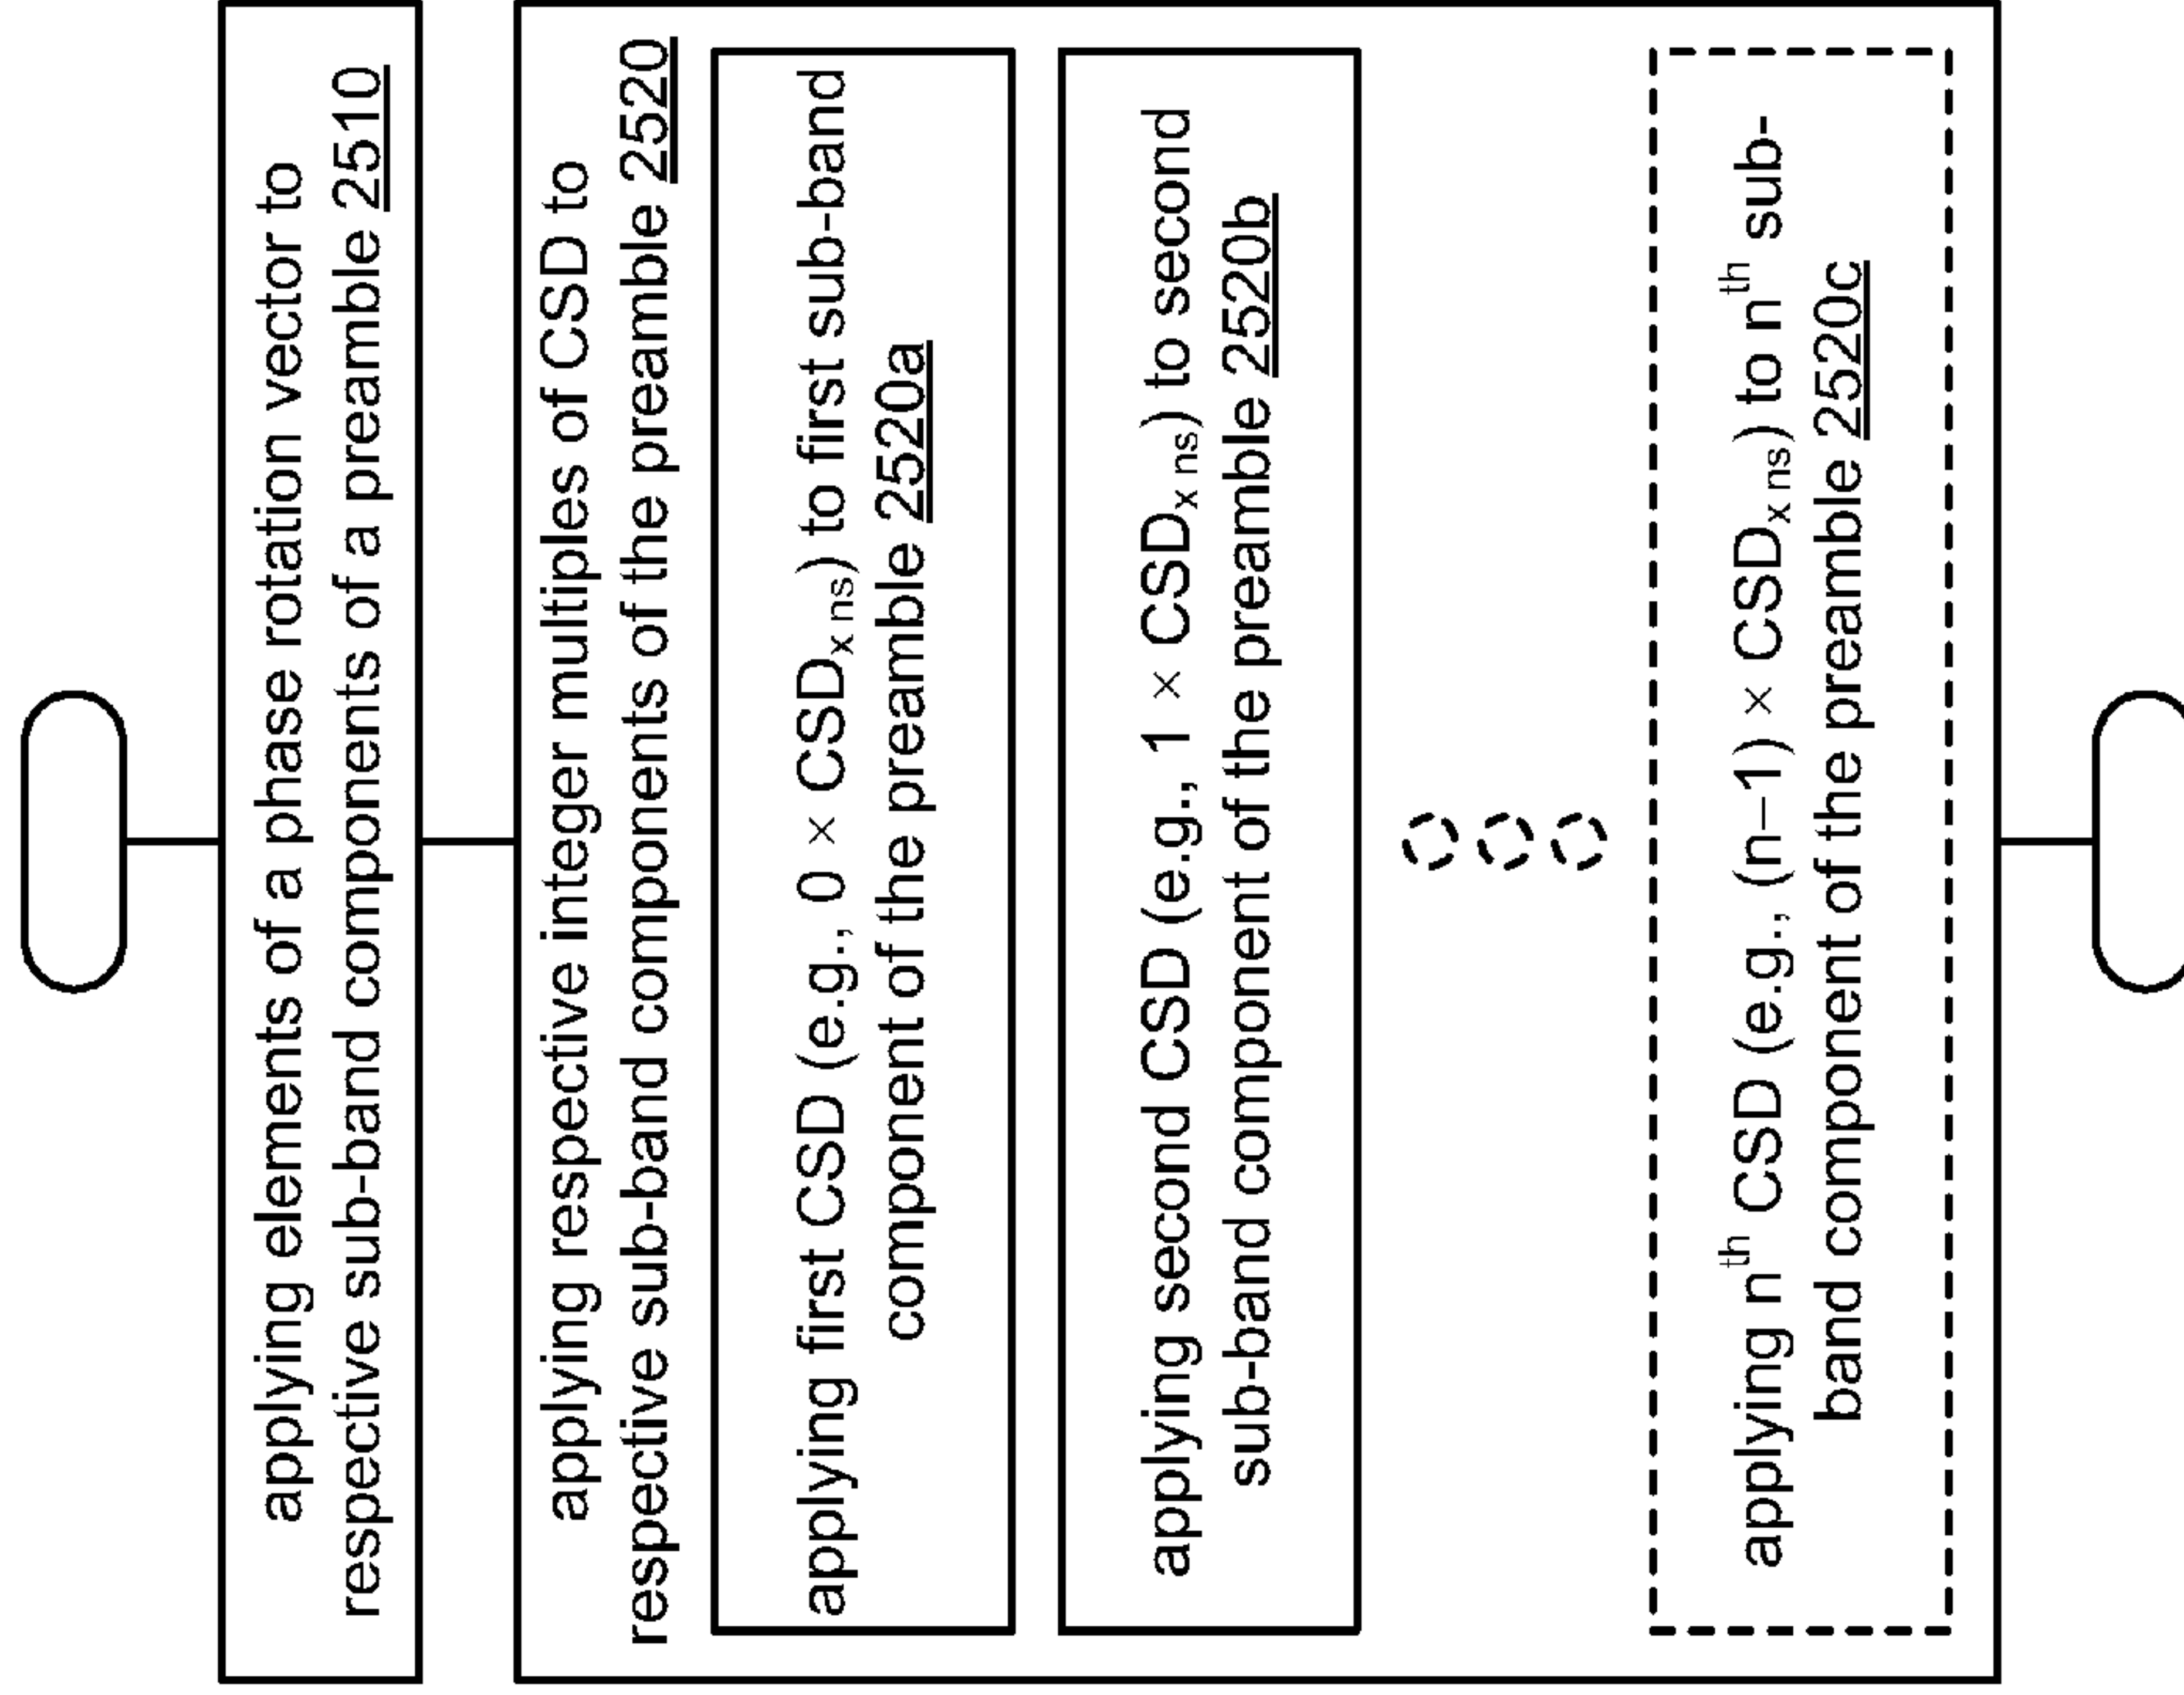 applying elements of a phase rotation vector to
respective sub-band components of a preamble 2510
applying respective integer multiples of CSD to
respective sub-band components of the preamble 2520
applying first CSD (e.g., 0 × CSDx ns) to first sub-band
component of the preamble 2520a
applying second CSD (e.g., 1 × CSDx ns) to second
sub-band component of the preamble 2520b
applying nth CSD (e.g., (n–1) × CSDx ns) to nth sub-
band component of the preamble 2520c